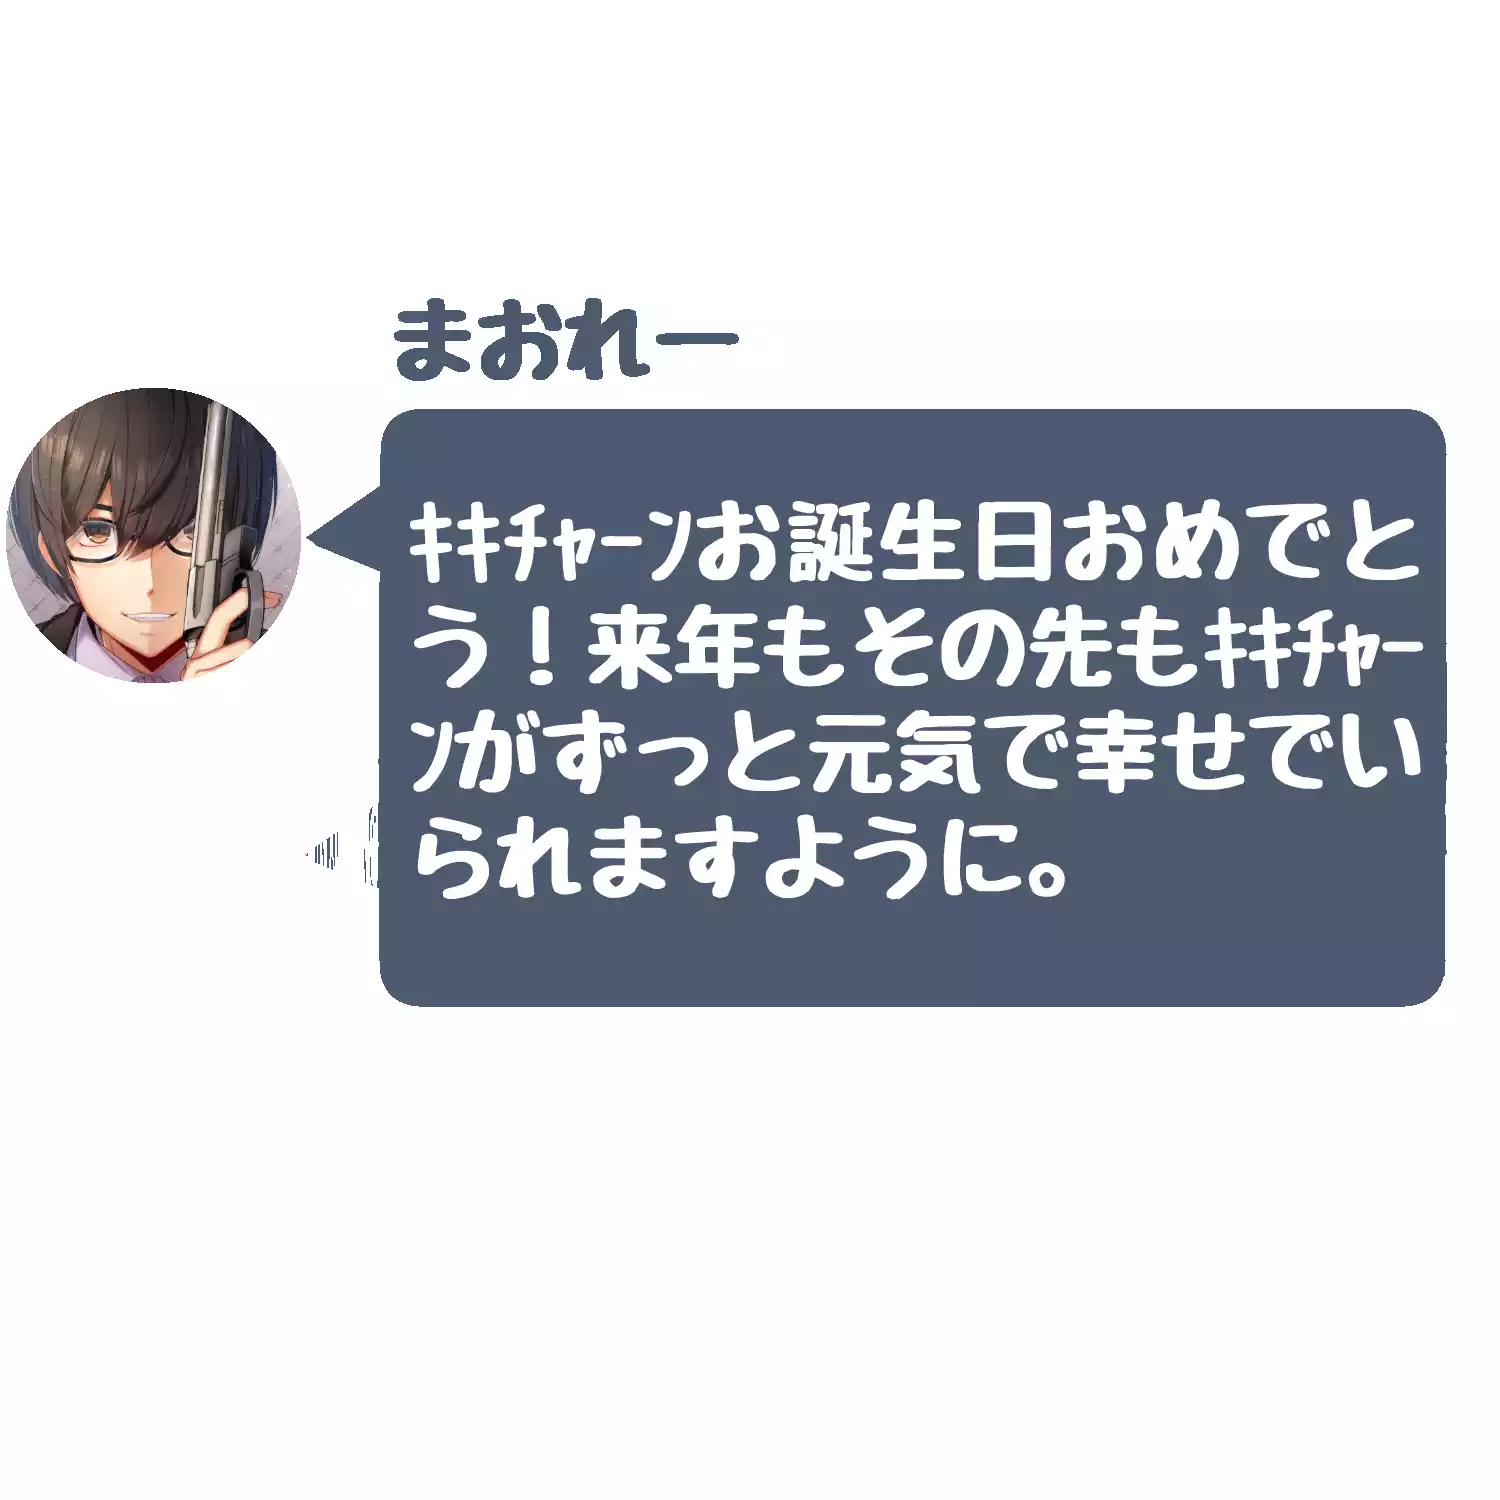 まおれー
ｷｷﾁｬｰﾝお誕生日おめでと
う！来年もその先もｷｷﾁｬｰ
ﾝがずっと元気で幸せでい
られますように。